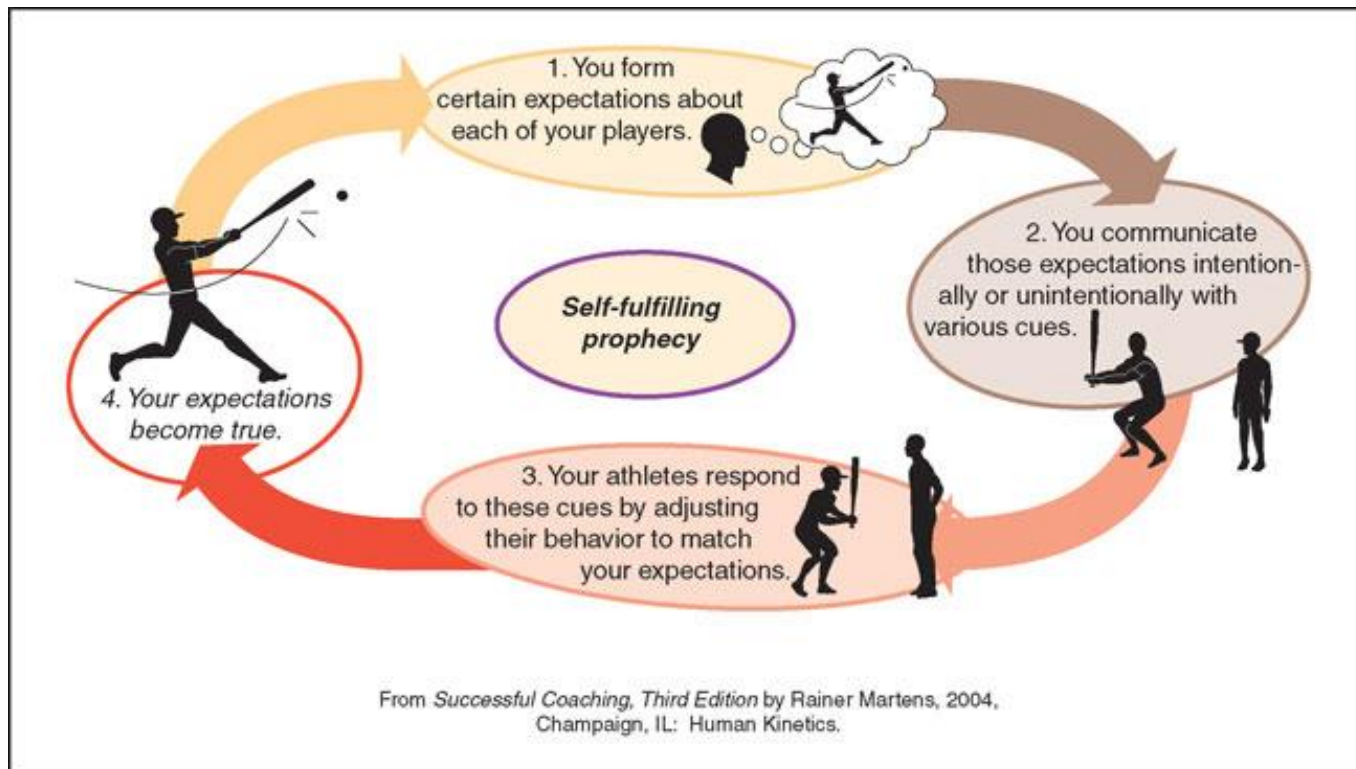 1. You form
certain expectations about
each of your players.
2. You communicate
those expectations intention-
ally or unintentionally with
various cues.
Self-fulfilling
prophecy
3. Your athletes respond
to these cues by adjusting
their behavior to match
your expectations.
4. Your expectations
become true.
From Successful Coaching, Third Edition by Rainer Martens, 2004,
Champaign, IL: Human Kinetics.